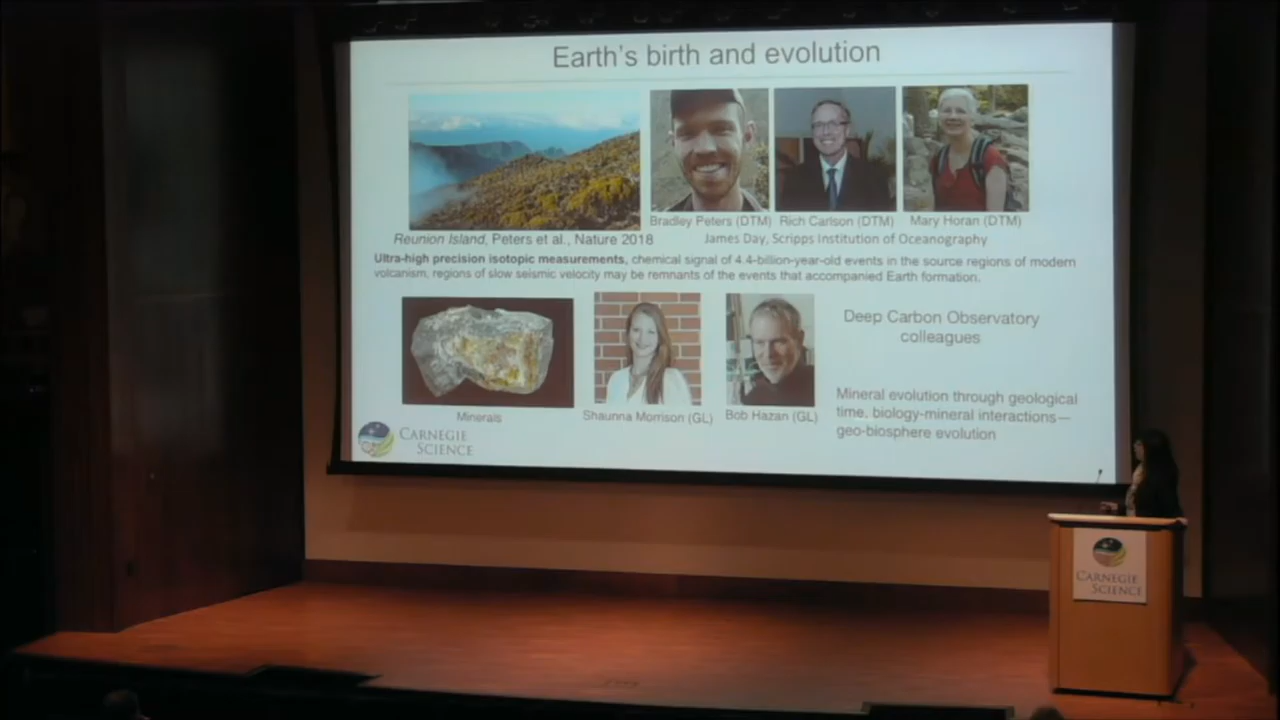 Earth's birth and evolution
Bradley Peters (DTM)
Rich Carlson (DTM)
Mary Horan (DTM)
Reunion Island, Peters et al., Nature 2018
James Day, Scripps Institution of Oceanography
Ultra-high precision isotopic measurements, chemical signal of 4.4-billion-year-old events in the source regions of modern
volcanism, regions of slow seismic velocity may be remnants of the events that accompanied Earth formation.
Deep Carbon Observatory
colleagues
Minerals
Shaunna Morrison (GL)
Bob Hazan (GL)
Mineral evolution through geological
time, biology-mineral interactions—
geo-biosphere evolution
CARNEGIE
SCIENCE
CARNEGIE
SCIENCE